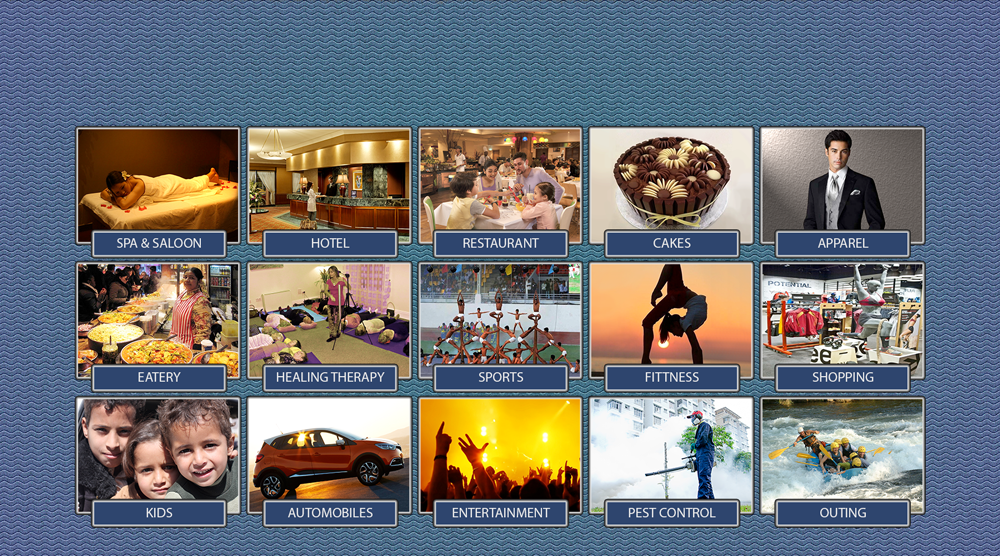 SPA & SALOON
HOTEL
RESTAURANT
CAKES
APPAREL
POTENTIAL
EATERY
HEALING THERAPY
SPORTS
FITTNESS
SHOPPING
KIDS
AUTOMOBILES
ENTERTAINMENT
PEST CONTROL
OUTING